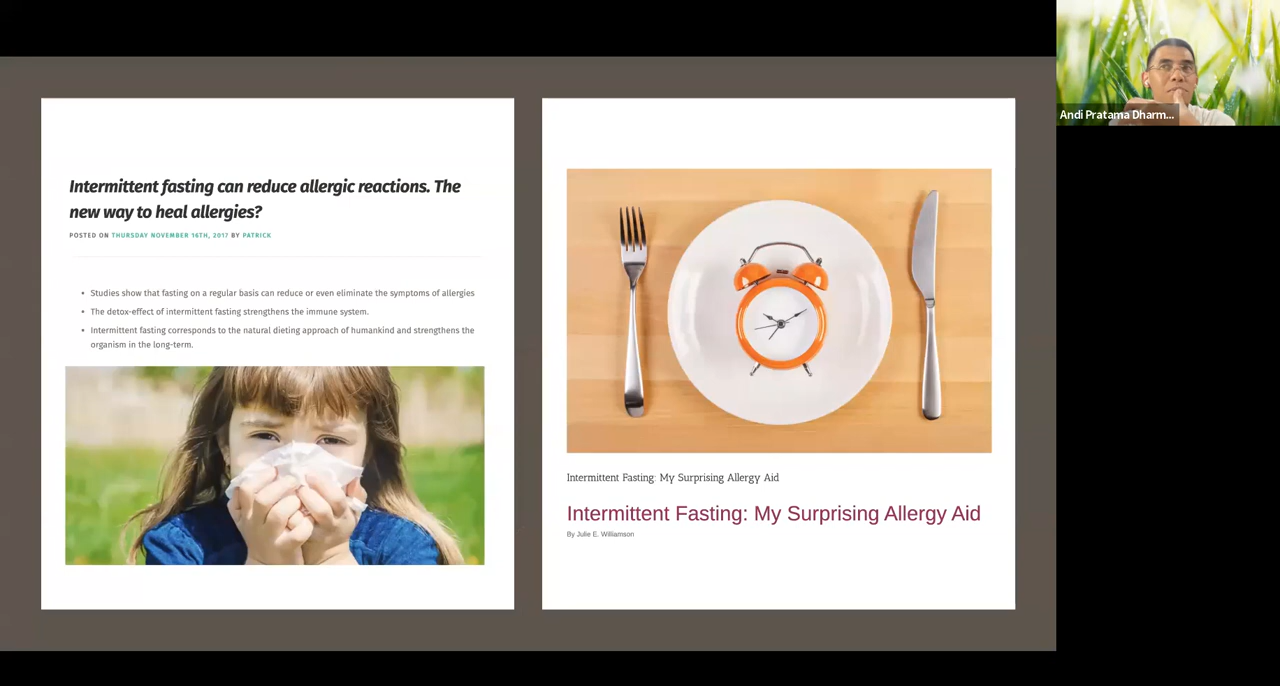 Intermittent fasting can reduce allergic reactions. The
new way to heal allergies?
POSTED ON THURSDAY NOVEMBER 16TH, 2017 BY PATRICK
• Studies show that fasting on a regular basis can reduce or even eliminate the symptoms of allergies
• The detox-effect of intermittent fasting strengthens the immune system.
• Intermittent fasting corresponds to the natural dieting approach of humankind and strengthens the
organism in the long-term.
Intermittent Fasting: My Surprising Allergy Aid
Intermittent Fasting: My Surprising Allergy Aid
By Julie E. Williamson
Andi Pratama Dharm...